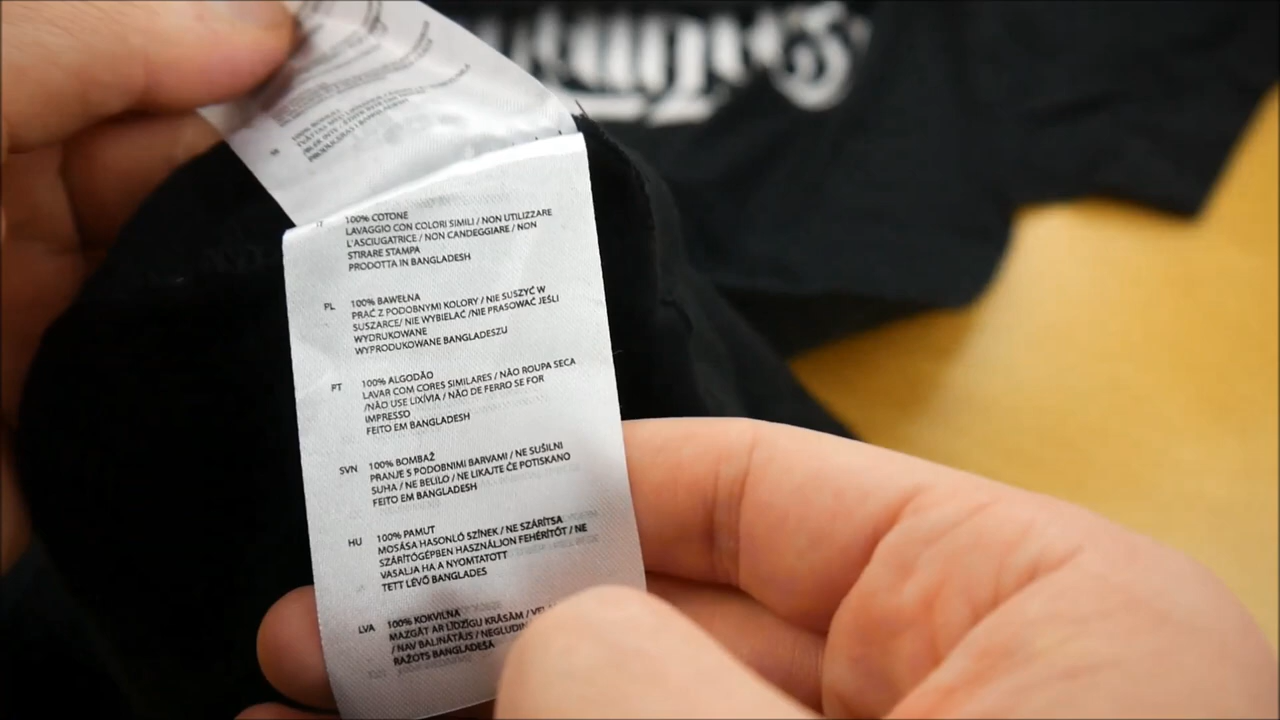 100% COTONE
LAVAGGIO CON COLORI SIMILI / NON UTILIZZARE
L'ASCIUGATRICE / NON CANDEGGIARE / NON
STIRARE STAMPA
PRODOTTA IN BANGLADESH
PL 100% BAWEŁNA
PRAĆ Z PODOBNYMI KOLORY / NIE SUSZYĆ W
SUSZARCE/ NIE WYBIELAĆ /NIE PRASOWAĆ JEŚLI
WYDRUKOWANE
WYPRODUKOWANE BANGLADESZU
PT 100% ALGODÃO
LAVAR COM CORES SIMILARES / NÃO ROUPA SECA
/NÃO USE LIXÍVIA / NÃO DE FERRO SE FOR
IMPRESSO
FEITO EM BANGLADESH
SVN 100% BOMBAŽ
PRANJE S PODOBNIMI BARVAMI / NE SUŠILNI
SUHA / NE BELILO / NE LIKAJTE ČE POTISKANO
FEITO EM BANGLADESH
HU 100% PAMUT
MOSÁSA HASONLÓ SZÍNEK / NE SZÁRÍTSA
SZÁRÍTÓGÉPBEN HASZNÁLJON FEHÉRÍTŐT / NE
VASALJA HA A NYOMTATOTT
TETT LÉVŐ BANGLADES
LVA 100% KOKVILNA
MAZGĀT AR LĪDZĪGU KRĀSĀM /
/ NAV BALINĀTĀJS /
RAŽOTS BANGLADEŠA